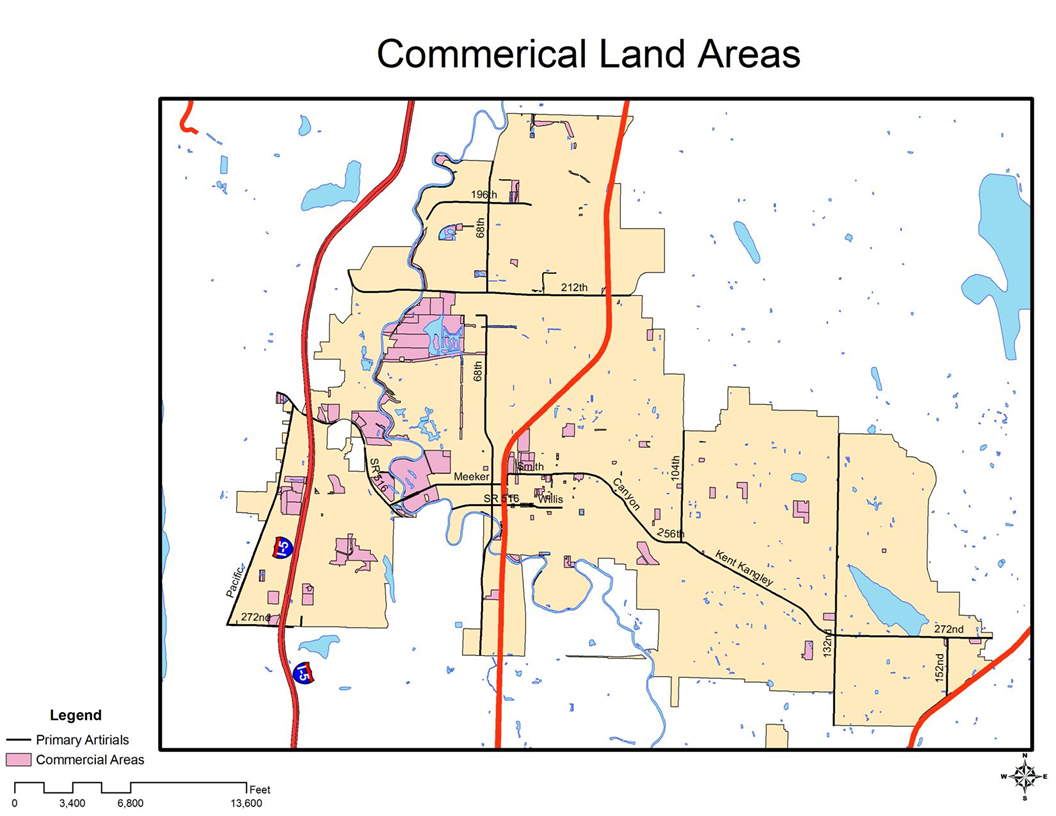 Commerical Land Areas
196th
68th
212th
68th
Smith
Meeker
104th
SR 516
SR 516
Willis
Canyon
256th
I-5
Kent Kangley
Pacific
272nd
272nd
132nd
152nd
I-5
Legend
Primary Artirials
Commercial Areas
Feet
0 3,400 6,800 13,600
N
W E
S